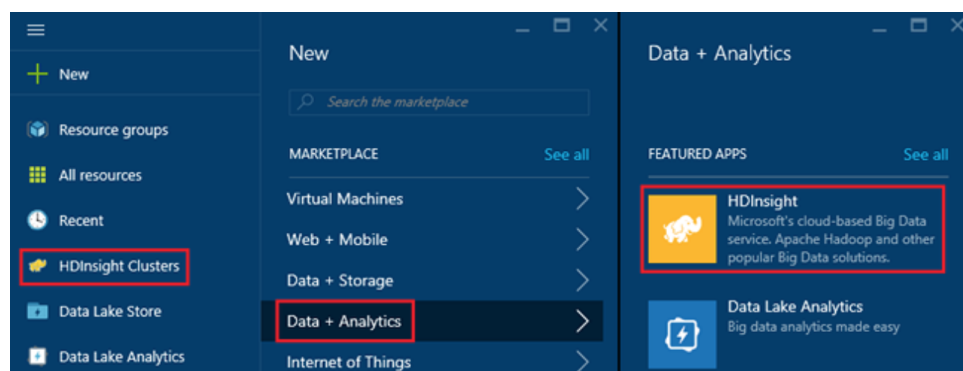 New
Resource groups
All resources
Recent
HDInsight Clusters
Data Lake Store
Data Lake Analytics
New
Search the marketplace
MARKETPLACE See all
Virtual Machines
Web + Mobile
Data + Storage
Data + Analytics
Internet of Things
Data + Analytics
FEATURED APPS See all
HDInsight
Microsoft's cloud-based Big Data
service. Apache Hadoop and other
popular Big Data solutions.
Data Lake Analytics
Big data analytics made easy